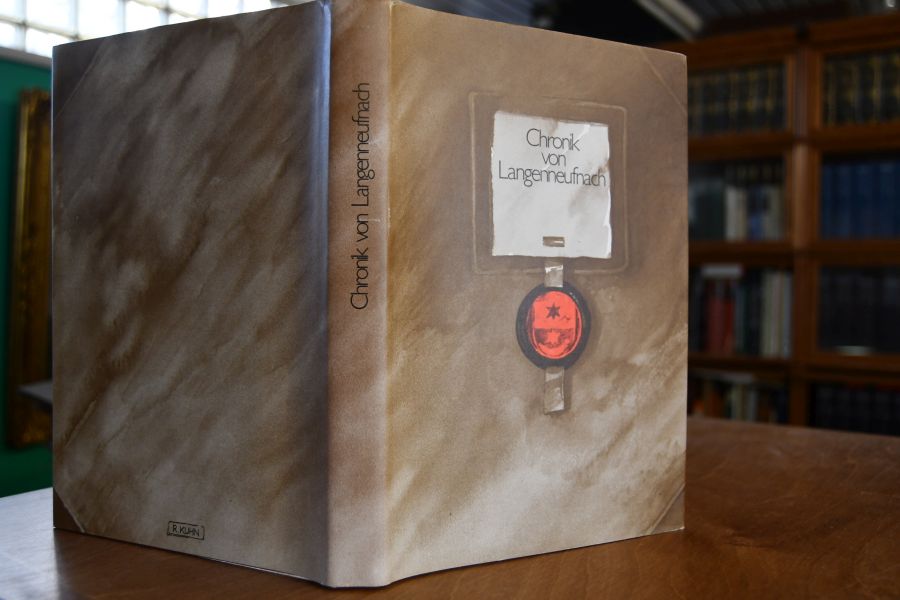 Chronik
von
Langenneufnach
Chronik von Langenneufnach
R. KUHN